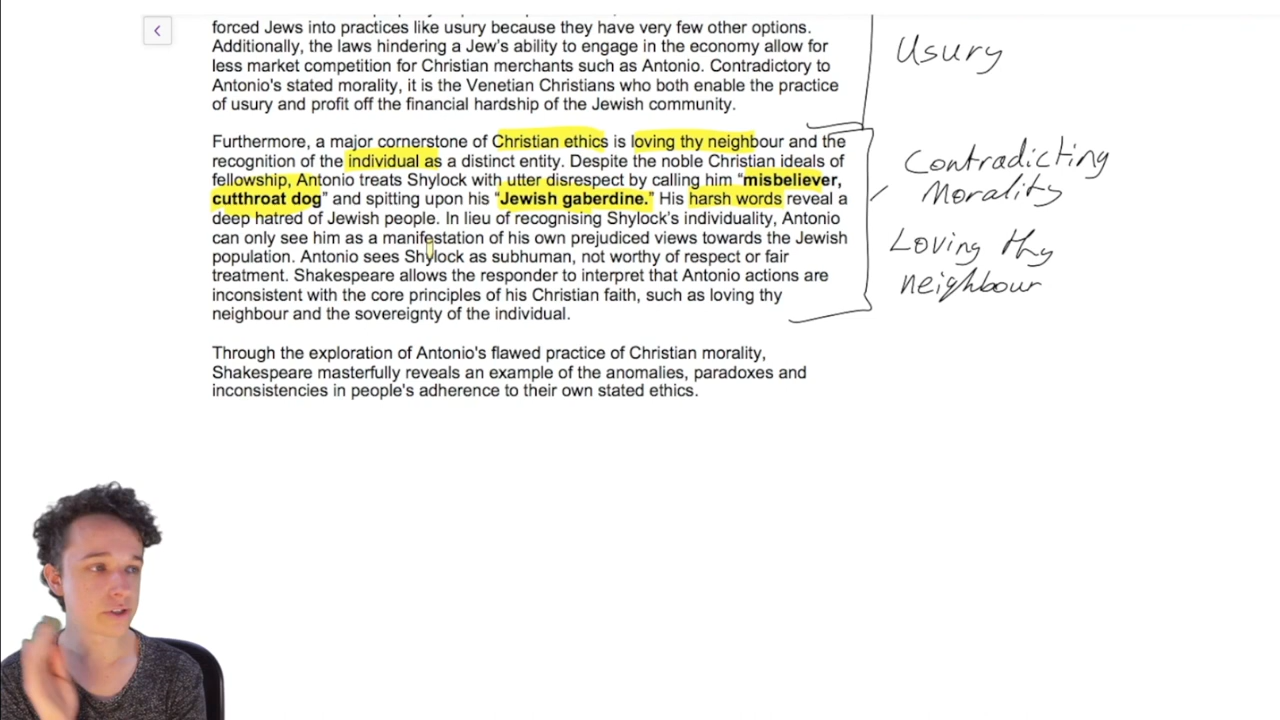 forced Jews into practices like usury because they have very few other options.
Additionally, the laws hindering a Jew's ability to engage in the economy allow for
less market competition for Christian merchants such as Antonio. Contradictory to
Antonio's stated morality, it is the Venetian Christians who both enable the practice
of usury and profit off the financial hardship of the Jewish community.
Usury
Furthermore, a major cornerstone of Christian ethics is loving thy neighbour and the
recognition of the individual as a distinct entity. Despite the noble Christian ideals of
fellowship, Antonio treats Shylock with utter disrespect by calling him “misbeliever,
cutthroat dog” and spitting upon his “Jewish gaberdine.” His harsh words reveal a
deep hatred of Jewish people. In lieu of recognising Shylock's individuality, Antonio
can only see him as a manifestation of his own prejudiced views towards the Jewish
population. Antonio sees Shylock as subhuman, not worthy of respect or fair
treatment. Shakespeare allows the responder to interpret that Antonio actions are
inconsistent with the core principles of his Christian faith, such as loving thy
neighbour and the sovereignty of the individual.
Contradicting
Morality
Loving thy
neighbour
Through the exploration of Antonio's flawed practice of Christian morality,
Shakespeare masterfully reveals an example of the anomalies, paradoxes and
inconsistencies in people's adherence to their own stated ethics.